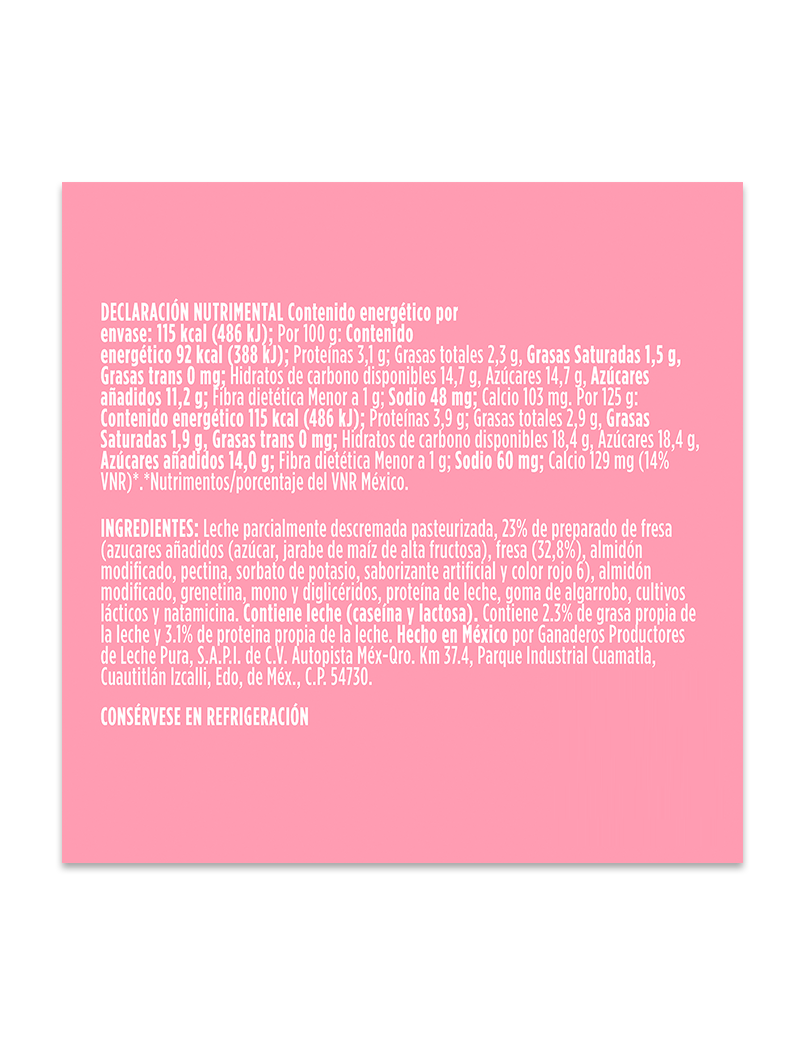 DECLARACIÓN NUTRIMENTAL Contenido energético por
envase: 115 kcal (486 kJ); Por 100 g: Contenido
energético 92 kcal (388 kJ); Proteínas 3,1 g; Grasas totales 2,3 g, Grasas Saturadas 1,5 g,
Grasas trans 0 mg; Hidratos de carbono disponibles 14,7 g, Azúcares 14,7 g, Azúcares
añadidos 11,2 g; Fibra dietética Menor a 1 g; Sodio 48 mg; Calcio 103 mg. Por 125 g:
Contenido energético 115 kcal (486 kJ); Proteínas 3,9 g; Grasas totales 2,9 g, Grasas
Saturadas 1,9 g, Grasas trans 0 mg; Hidratos de carbono disponibles 18,4 g, Azúcares 18,4 g,
Azúcares añadidos 14,0 g; Fibra dietética Menor a 1 g; Sodio 60 mg; Calcio 129 mg (14%
VNR)*.*Nutrimentos/porcentaje del VNR México.
INGREDIENTES: Leche parcialmente descremada pasteurizada, 23% de preparado de fresa
(azucares añadidos (azúcar, jarabe de maíz de alta fructosa), fresa (32,8%), almidón
modificado, pectina, sorbato de potasio, saborizante artificial y color rojo 6), almidón
modificado, grenetina, mono y diglicéridos, proteína de leche, goma de algarrobo, cultivos
lácticos y natamicina. Contiene leche (caseína y lactosa). Contiene 2.3% de grasa propia de
la leche y 3.1% de proteina propia de la leche. Hecho en México por Ganaderos Productores
de Leche Pura, S.A.P.I. de C.V. Autopista Méx-Qro. Km 37.4, Parque Industrial Cuamatla,
Cuautitlán Izcalli, Edo, de Méx., C.P. 54730.
CONSÉRVESE EN REFRIGERACIÓN